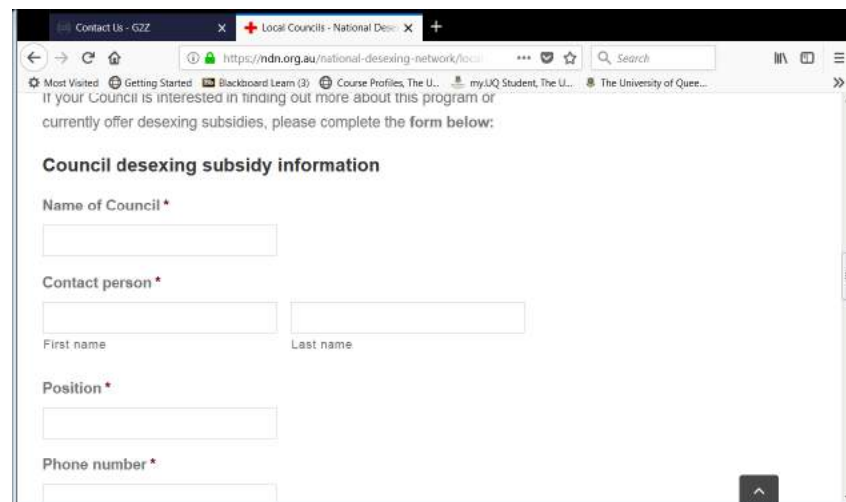 Contact Us - G2Z
Local Councils - National Dese
https://ndn.org.au/national-desexing-network/local
Search
Most Visited Getting Started Blackboard Learn (3) Course Profiles, The U... my.UQ Student, The U... The University of Quee...
If your Council is interested in finding out more about this program or
currently offer desexing subsidies, please complete the form below:
Council desexing subsidy information
Name of Council *
Contact person *
First name Last name
Position *
Phone number *